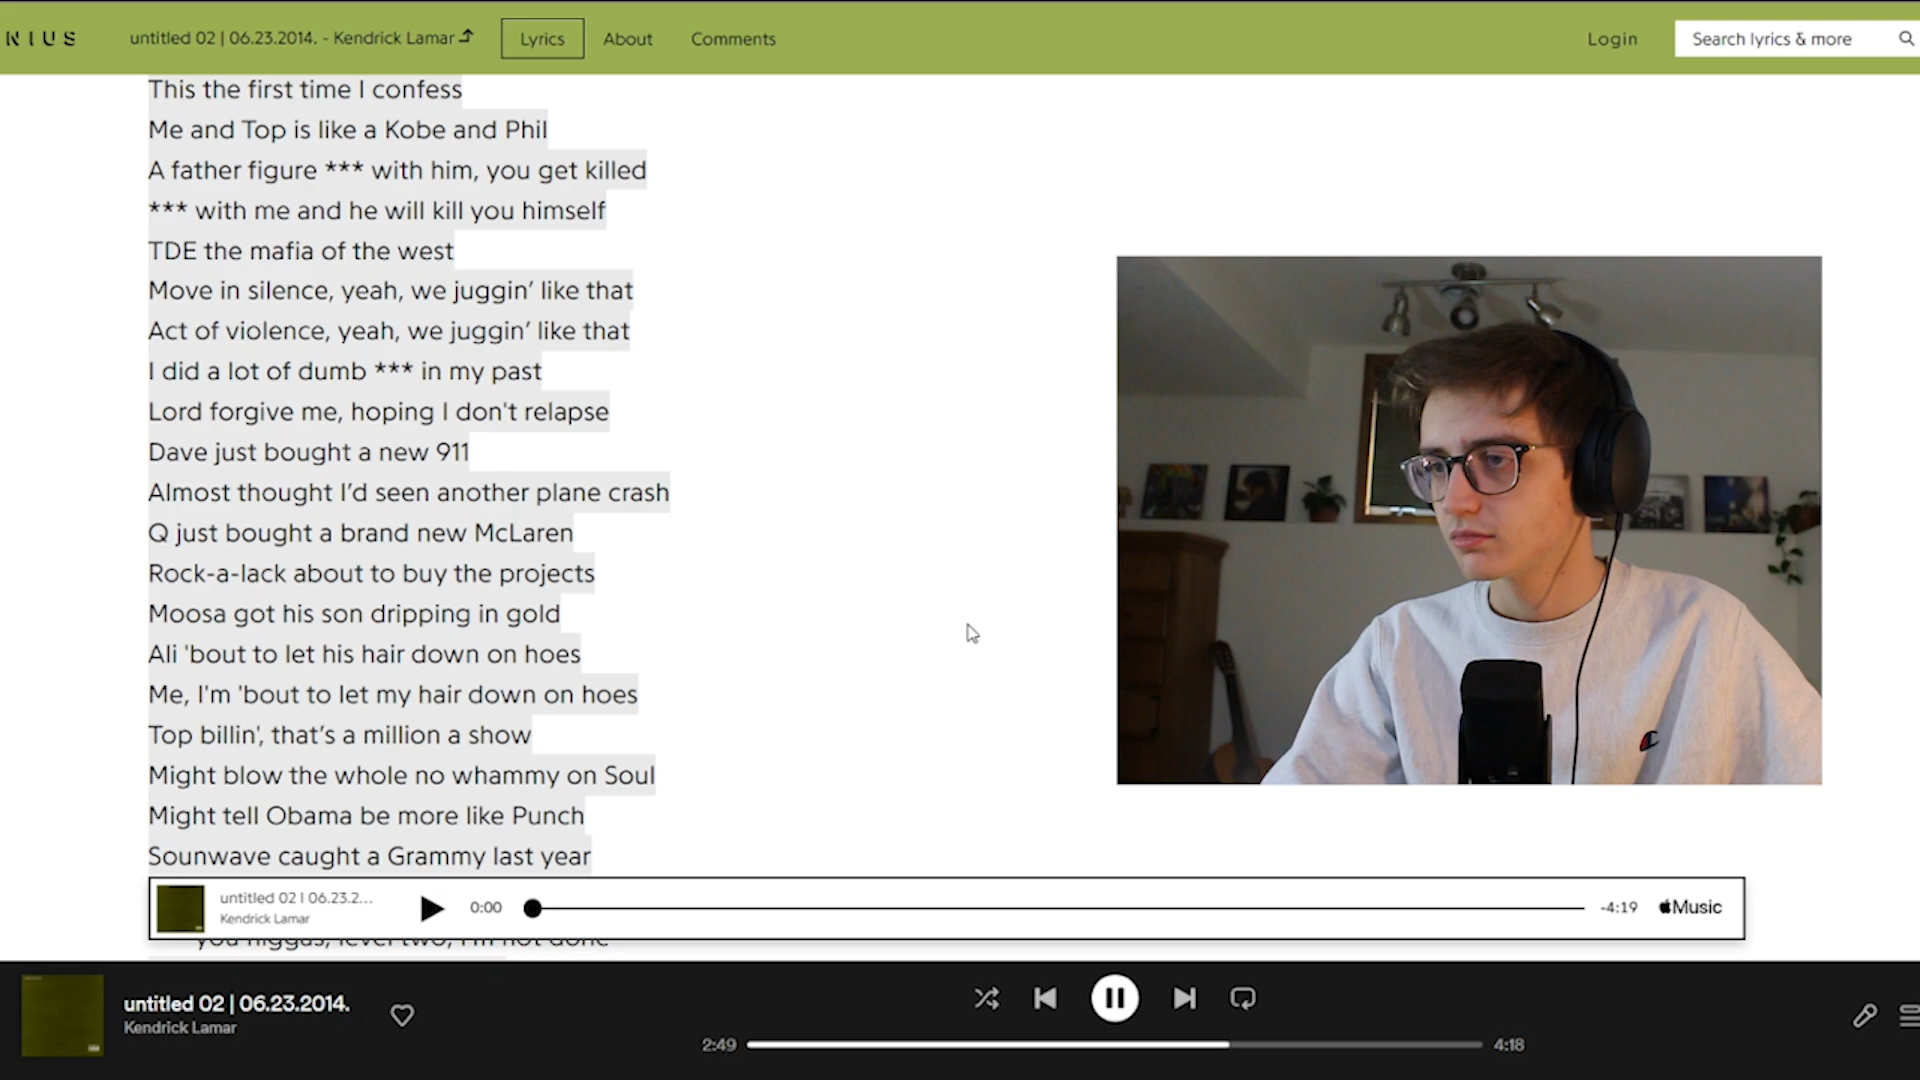 NIUS
untitled 02 | 06.23.2014. - Kendrick Lamar
Lyrics
About
Comments
Login
Search lyrics & more
This the first time I confess
Me and Top is like a Kobe and Phil
A father figure *** with him, you get killed
*** with me and he will kill you himself
TDE the mafia of the west
Move in silence, yeah, we juggin’ like that
Act of violence, yeah, we juggin’ like that
I did a lot of dumb *** in my past
Lord forgive me, hoping I don't relapse
Dave just bought a new 911
Almost thought I’d seen another plane crash
Q just bought a brand new McLaren
Rock-a-lack about to buy the projects
Moosa got his son dripping in gold
Ali 'bout to let his hair down on hoes
Me, I'm 'bout to let my hair down on hoes
Top billin', that’s a million a show
Might blow the whole no whammy on Soul
Might tell Obama be more like Punch
Sounwave caught a Grammy last year
untitled 02 | 06.23.2...
Kendrick Lamar
0:00
-4:19
Music
you niggas, level two, I'm not done
untitled 02 | 06.23.2014.
Kendrick Lamar
2:49
4:18